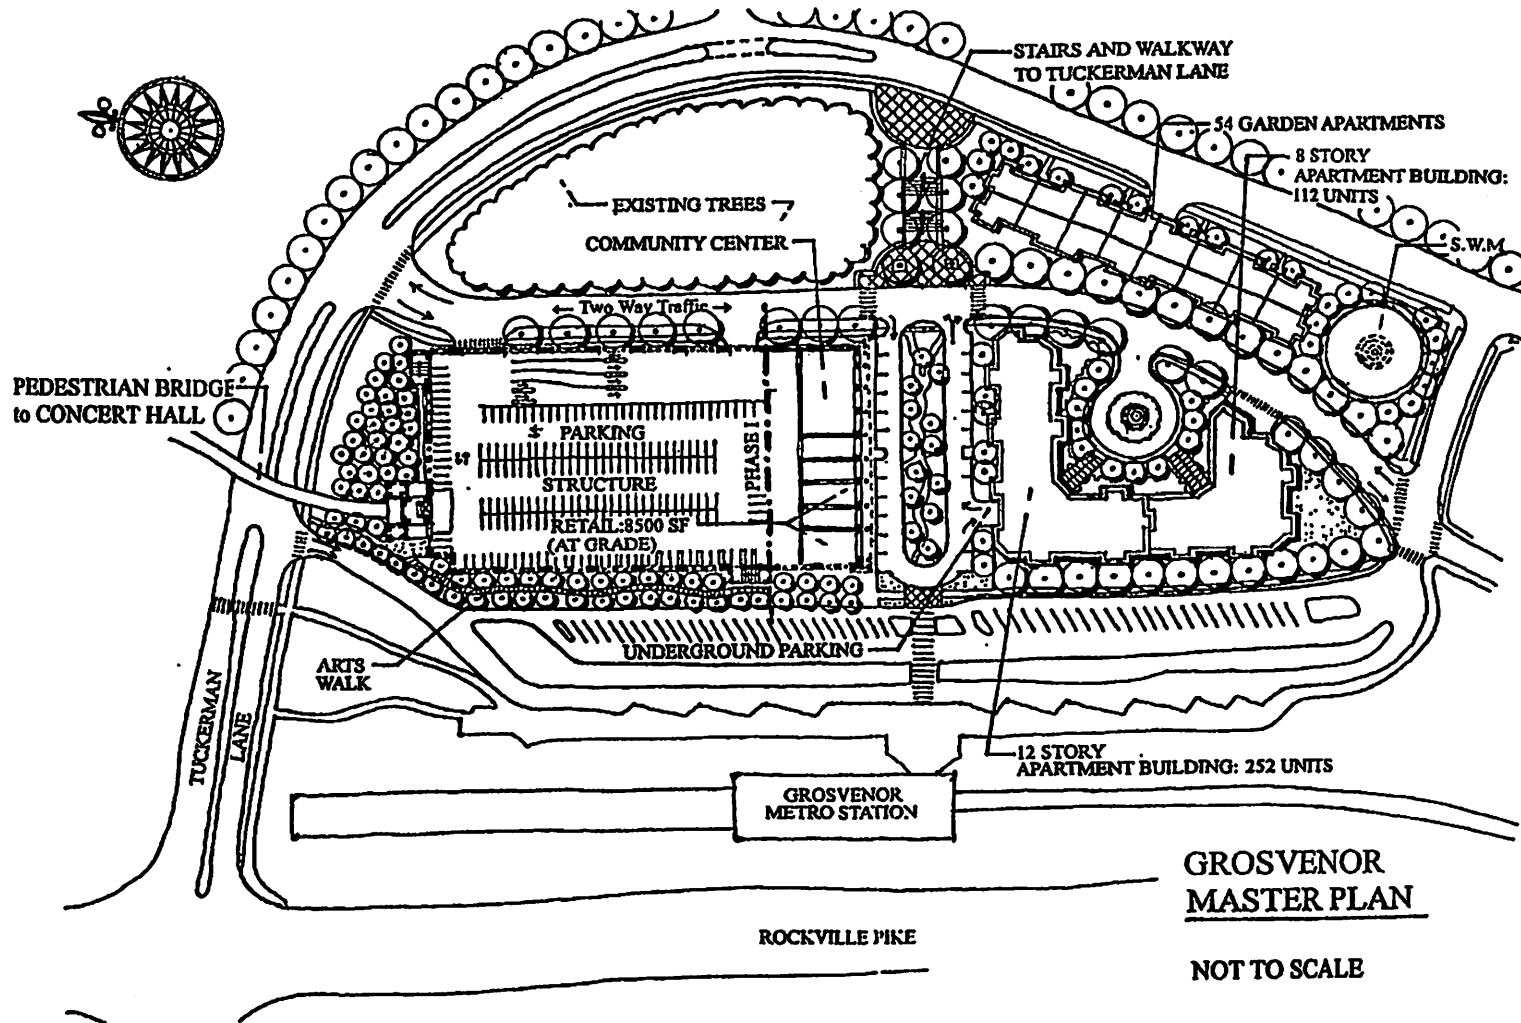 STAIRS AND WALKWAY
TO TUCKERMAN LANE
54 GARDEN APARTMENTS
8 STORY
APARTMENT BUILDING:
112 UNITS
EXISTING TREES
COMMUNITY CENTER
S.W.M
Two Way Traffic
PEDESTRIAN BRIDGE
to CONCERT HALL
PARKING
STRUCTURE
PHASE I
RETAIL:8500 SF
(AT GRADE)
UNDERGROUND PARKING
ARTS
WALK
TUCKERMAN
LANE
12 STORY
APARTMENT BUILDING: 252 UNITS
GROSVENOR
METRO STATION
GROSVENOR
MASTER PLAN
ROCKVILLE PIKE
NOT TO SCALE